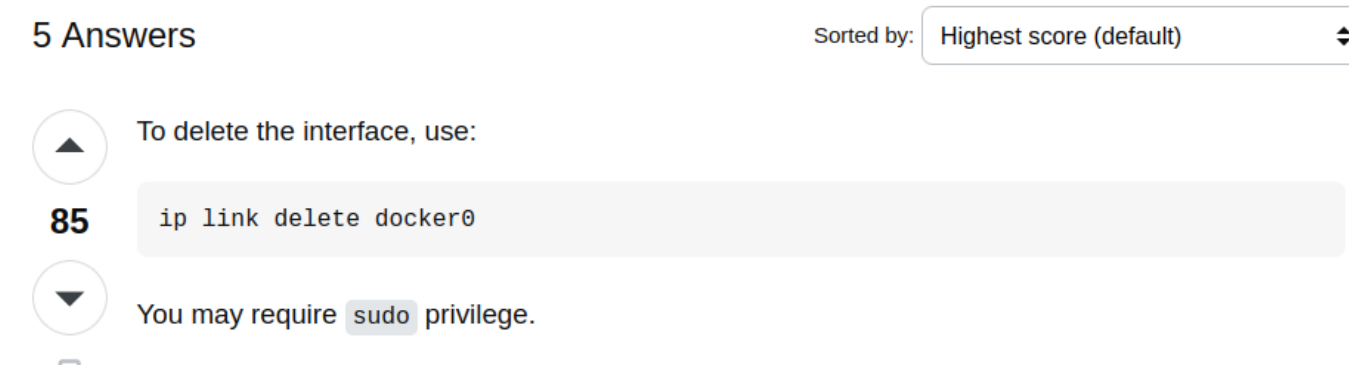 5 Answers
Sorted by: Highest score (default)
To delete the interface, use:
85
ip link delete docker0
You may require sudo privilege.